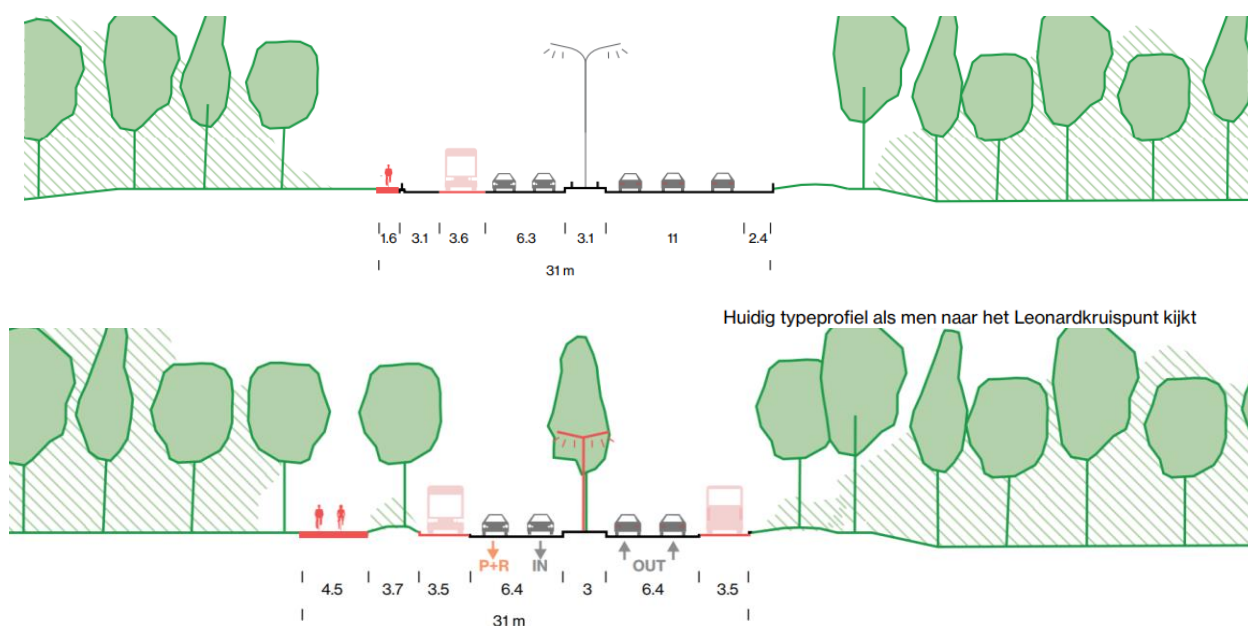 1.6 3.1 3.6 6.3 3.1 11 2.4
31 m
Huidig typeprofiel als men naar het Leonardkruispunt kijkt
P+R IN OUT
4.5 3.7 3.5 6.4 3 6.4 3.5
31 m